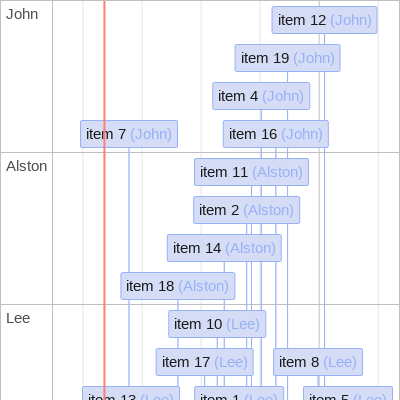 John
item 12 (John)
item 19 (John)
item 4 (John)
item 7 (John)
item 16 (John)
Alston
item 11 (Alston)
item 2 (Alston)
item 14 (Alston)
item 18 (Alston)
Lee
item 10 (Lee)
item 17 (Lee)
item 8 (Lee)
item 13 (Lee)
item 1 (Lee)
item 5 (Lee)